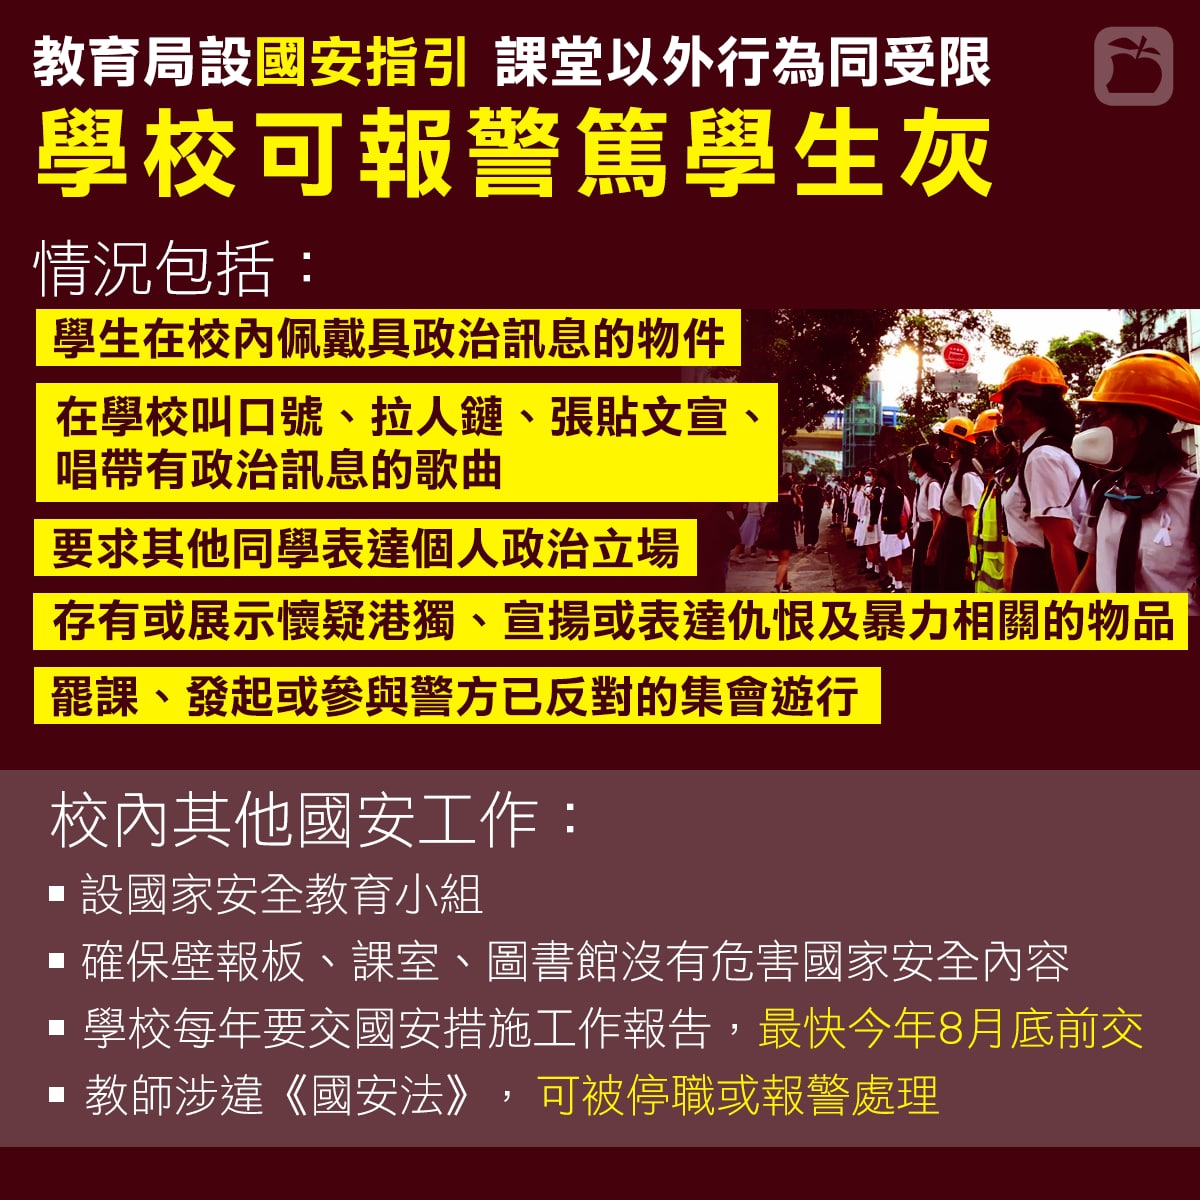 教育局設國安指引 課堂以外行為同受限
學校可報警篤學生灰
情況包括：
學生在校內佩戴具政治訊息的物件
在學校叫口號、拉人鏈、張貼文宣、
唱帶有政治訊息的歌曲
要求其他同學表達個人政治立場
存有或展示懷疑港獨、宣揚或表達仇恨及暴力相關的物品
罷課、發起或參與警方已反對的集會遊行
校內其他國安工作：
▪ 設國家安全教育小組
▪ 確保壁報板、課室、圖書館沒有危害國家安全內容
▪ 學校每年要交國安措施工作報告，最快今年8月底前交
▪ 教師涉違《國安法》，可被停職或報警處理